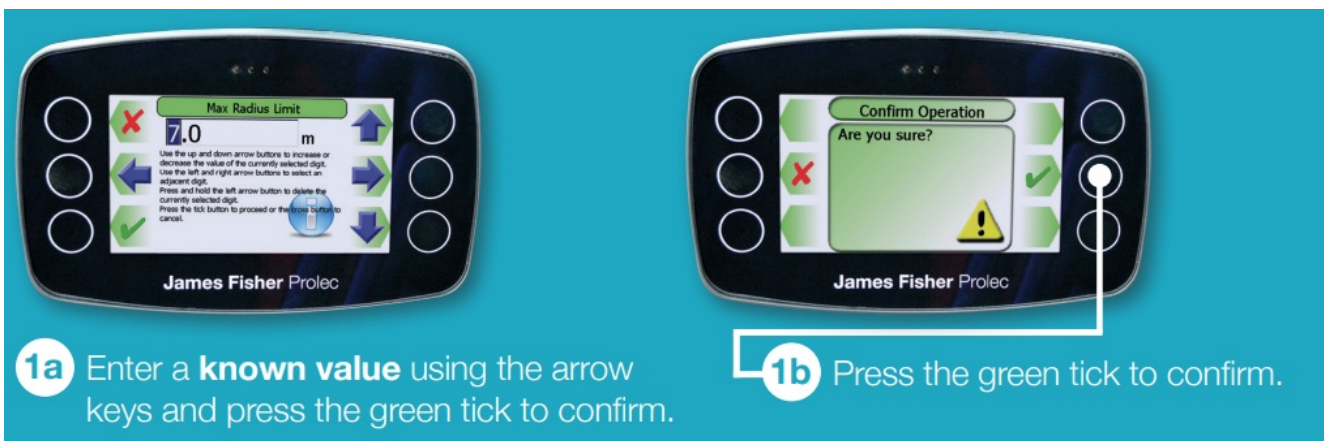 Max Radius Limit
7.0
m
Use the up and down arrow buttons to increase or
decrease the value of the currently selected digit.
Use the left and right arrow buttons to select an
adjacent digit.
Press and hold the left arrow button to delete the
currently selected digit.
Press the tick button to proceed or the cross button to
cancel.
James Fisher Prolec
1a Enter a known value using the arrow
keys and press the green tick to confirm.
Confirm Operation
Are you sure?
James Fisher Prolec
1b Press the green tick to confirm.